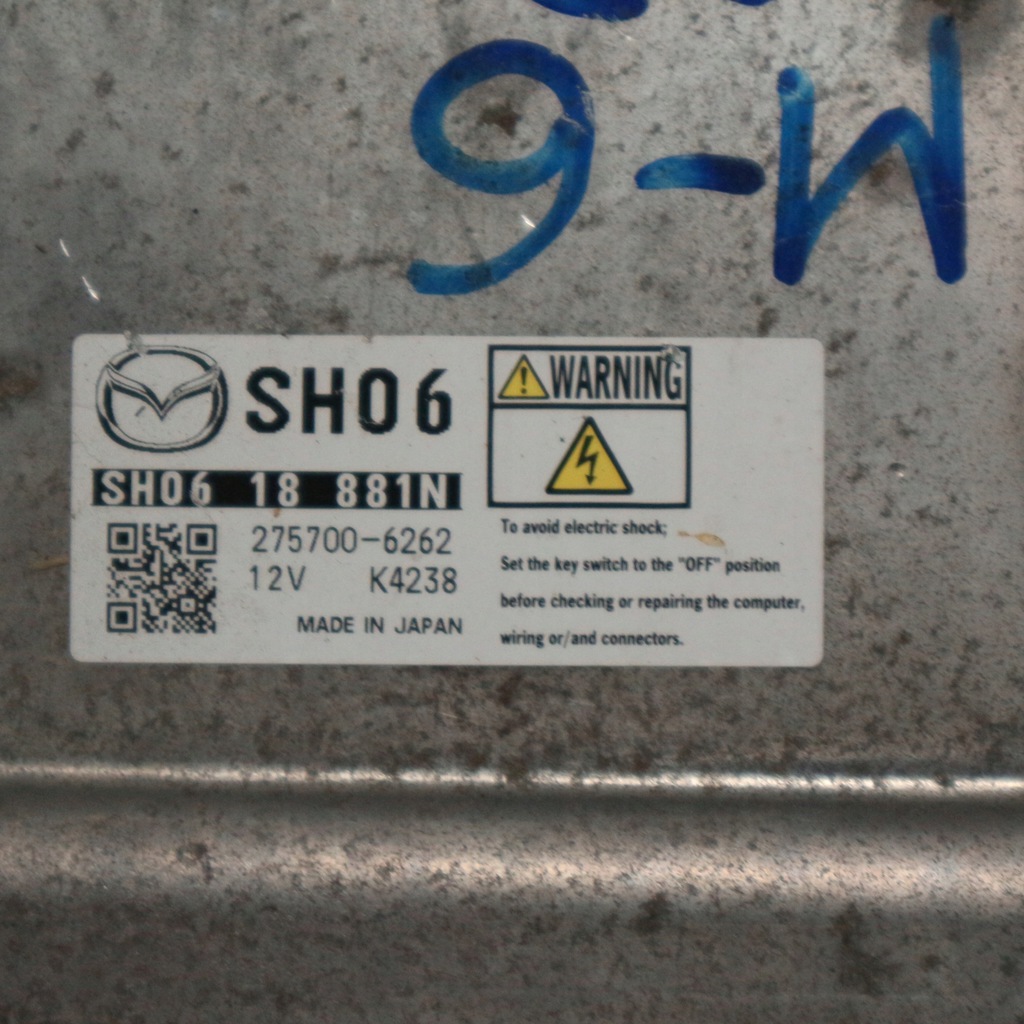 M-6
SH06
SH06 18 881N
275700-6262
12V K4238
MADE IN JAPAN
WARNING
To avoid electric shock;
Set the key switch to the "OFF" position
before checking or repairing the computer,
wiring or/and connectors.